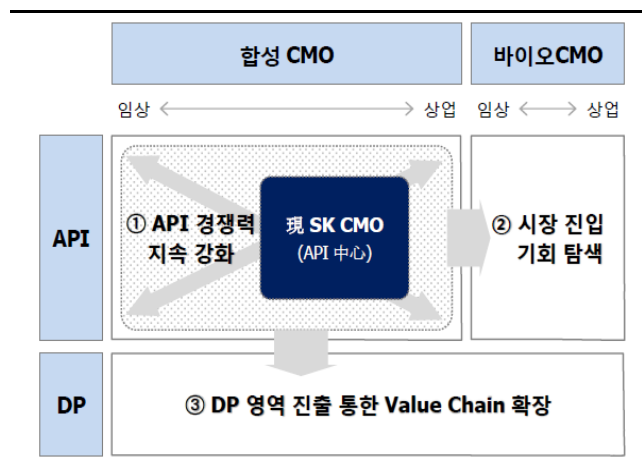 합성 CMO
바이오CMO
임상 상업
임상 상업
API
① API 경쟁력
지속 강화
現 SK CMO
(API 中心)
② 시장 진입
기회 탐색
DP
③ DP 영역 진출 통한 Value Chain 확장